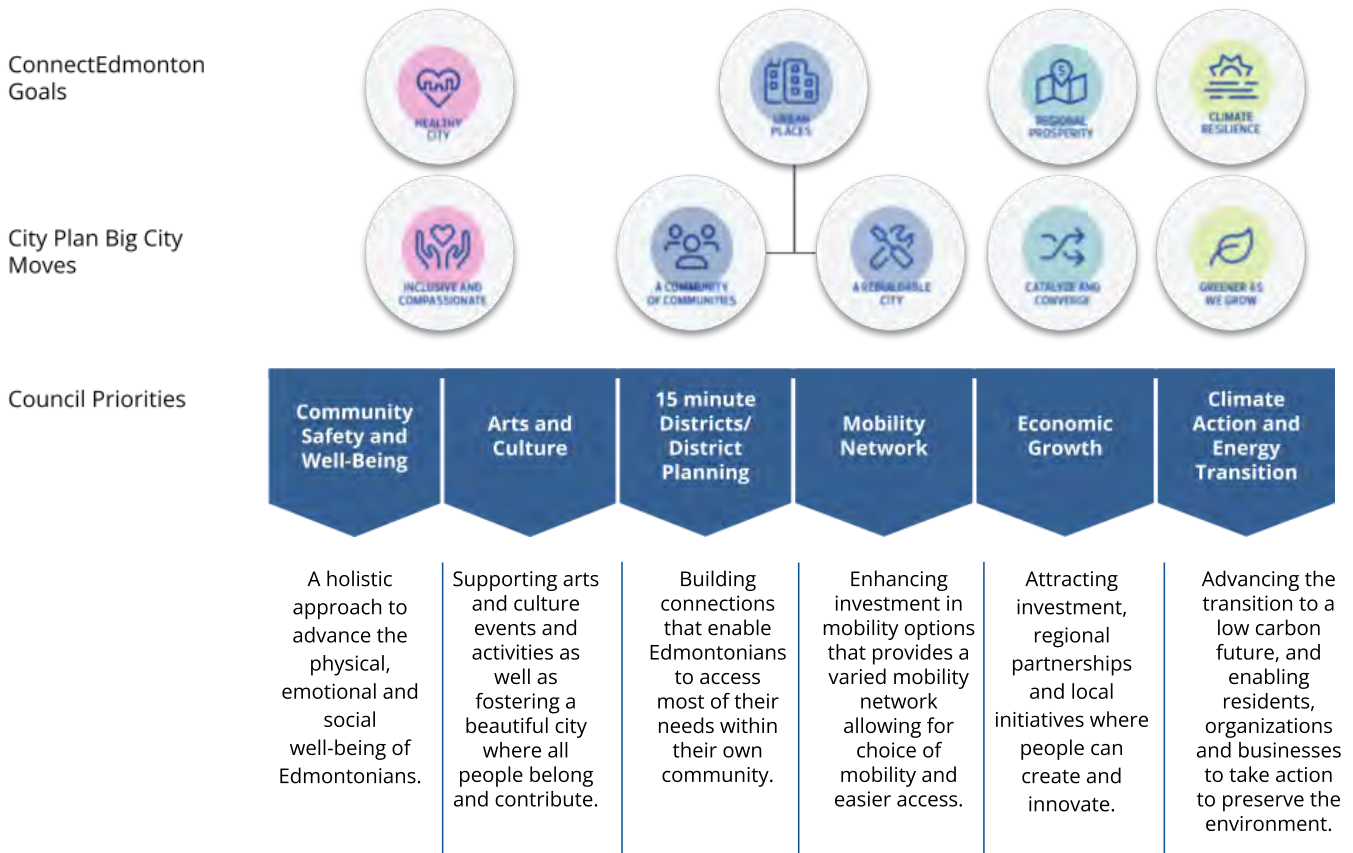 ConnectEdmonton
Goals
HEALTHY
CITY
URBAN
PLACES
REGIONAL
PROSPERITY
CLIMATE
RESILIENCE
City Plan Big City
Moves
INCLUSIVE AND
COMPASSIONATE
A COMMUNITY
OF COMMUNITIES
A REBUILDABLE
CITY
CATALYZE AND
CONVERGE
GREENER AS
WE GROW
Council Priorities
Community
Safety and
Well-Being
Arts and
Culture
15 minute
Districts/
District
Planning
Mobility
Network
Economic
Growth
Climate
Action and
Energy
Transition
A holistic
approach to
advance the
physical,
emotional and
social
well-being of
Edmontonians.
Supporting arts
and culture
events and
activities as
well as
fostering a
beautiful city
where all
people belong
and contribute.
Building
connections
that enable
Edmontonians
to access
most of their
needs within
their own
community.
Enhancing
investment in
mobility options
that provides a
varied mobility
network
allowing for
choice of
mobility and
easier access.
Attracting
investment,
regional
partnerships
and local
initiatives where
people can
create and
innovate.
Advancing the
transition to a
low carbon
future, and
enabling
residents,
organizations
and businesses
to take action
to preserve the
environment.